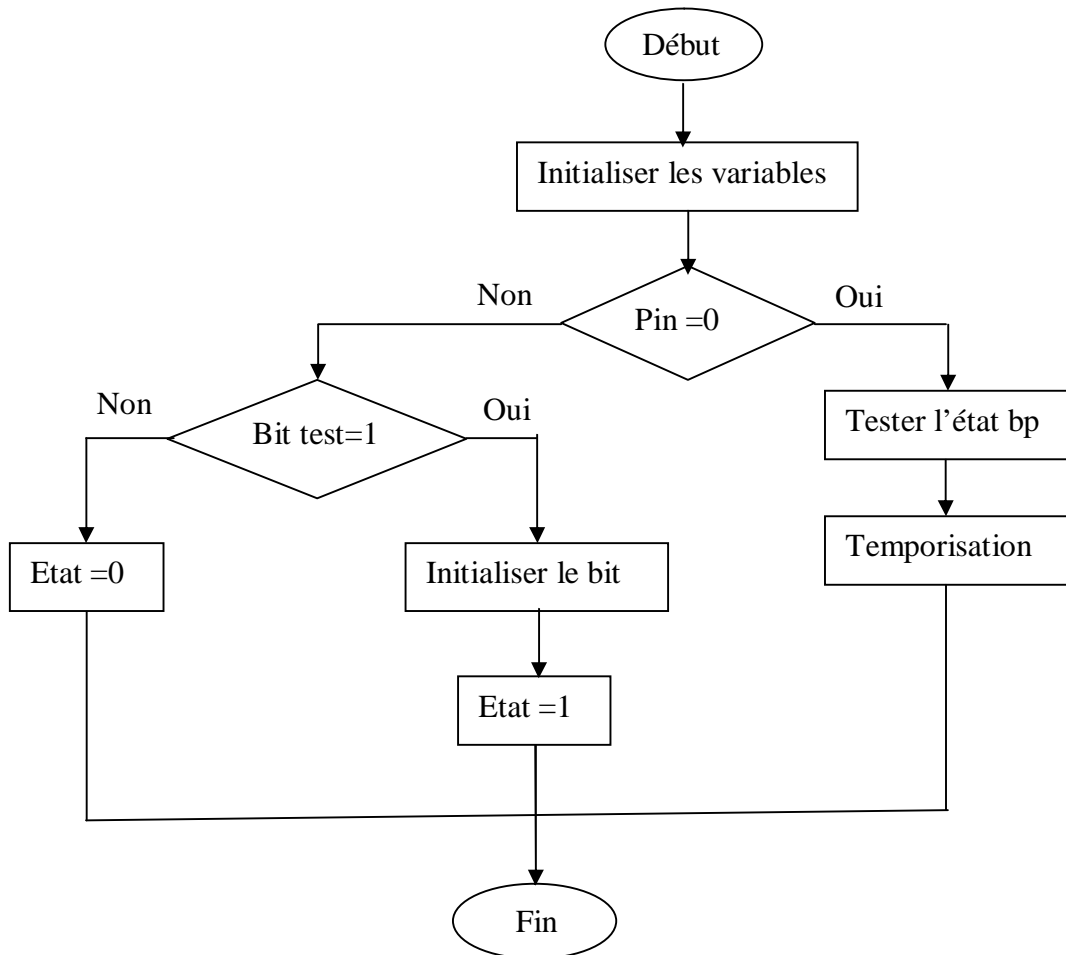 Début
Initialiser les variables
Non
Oui
Pin =0
Non
Oui
Bit test=1
Tester l’état bp
Etat =0
Initialiser le bit
Temporisation
Etat =1
Fin